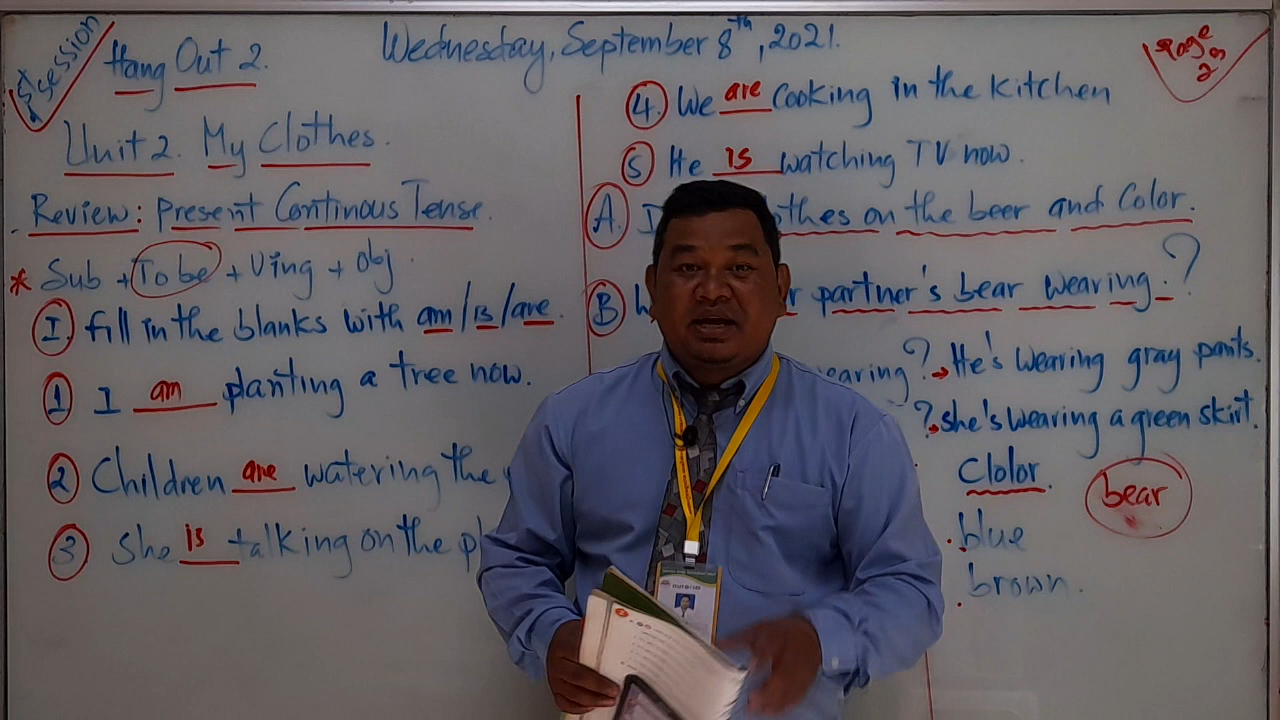 1st session
Hang Out 2.
Wednesday, September 8th, 2021.
Page 20
Unit 2. My Clothes.
Review: Present Continous Tense.
* Sub + To be + Ving + Obj.
I. fill in the blanks with am/is/are.
1 I am planting a tree now.
2 Children are watering the
3 She is talking on the
4. We are cooking in the kitchen
5 He is watching TV now.
A. on the beer and Color.
B partner's bear wearing.?
wearing? → He's wearing gray pants.
? → she's wearing a green skirt.
Clolor
. blue
. brown.
bear